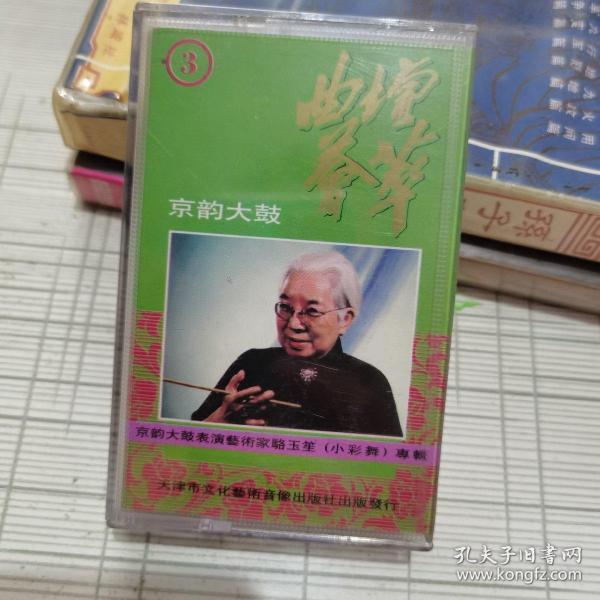 3
曲壇薈萃
京韵大鼓
京韵大鼓表演藝術家駱玉笙(小彩舞)專輯
天津市文化藝術音像出版社出版發行
孔夫子旧书网
www.kongfz.com